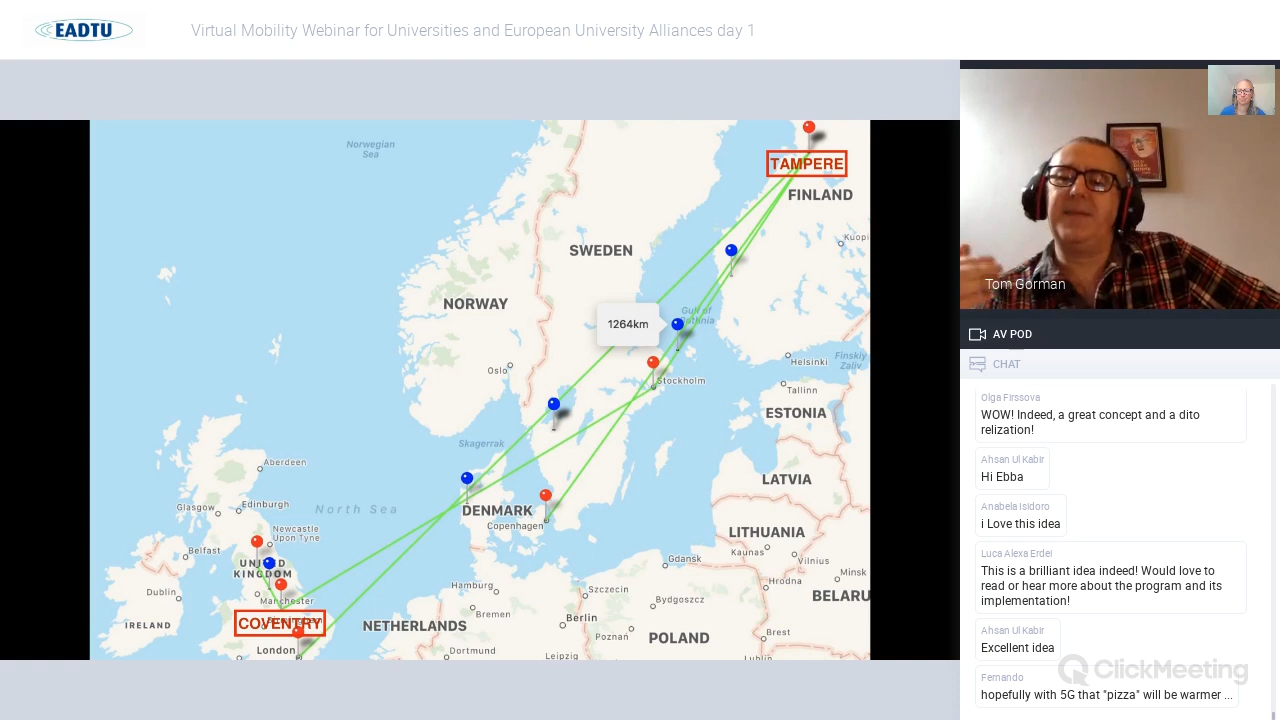 EADTU
Virtual Mobility Webinar for Universities and European University Alliances day 1
Norwegian
Sea
TAMPERE
FINLAND
Kuopi
SWEDEN
NORWAY
1264km
Gulf of
Bothnia
Helsinki
Finskiy
Zaliv
Oslo
Stockholm
Tallinn
ESTONIA
Skagerrak
Aberdeen
LATVIA
North Sea
DENMARK
Glasgow
Edinburgh
Copenhagen
Newcastle
Upon Tyne
LITHUANIA
Belfast
Kaunas
Vilnius
Gdansk
UNITED
KINGDOM
Minsk
Hamburg
Szczecin
Hrodna
Dublin
Manchester
Bydgoszcz
BELARU
Bremen
IRELAND
COVENTRY
NETHERLANDS
Berlin
Poznań
POLAND
Brest
London
Dortmund
Leipzig
Lublin
Tom Gorman
AV POD
CHAT
Olga Firssova
WOW! Indeed, a great concept and a dito
relization!
Ahsan Ul Kabir
Hi Ebba
Anabela Isidoro
i Love this idea
Luca Alexa Erdei
This is a brilliant idea indeed! Would love to
read or hear more about the program and its
implementation!
Ahsan Ul Kabir
Excellent idea
ClickMeeting
Fernando
hopefully with 5G that "pizza" will be warmer ...